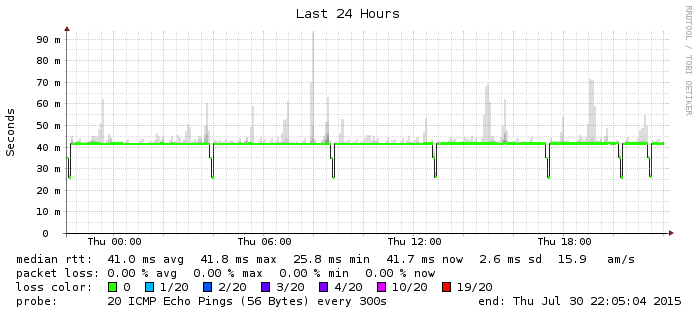 Last 24 Hours
RRDTOOL / TOBI OETIKER
Seconds
90 m
80 m
70 m
60 m
50 m
40 m
30 m
20 m
10 m
0
Thu 00:00 Thu 06:00 Thu 12:00 Thu 18:00
median rtt: 41.0 ms avg 41.8 ms max 25.8 ms min 41.7 ms now 2.6 ms sd 15.9 am/s
packet loss: 0.00 % avg 0.00 % max 0.00 % min 0.00 % now
loss color: 0 1/20 2/20 3/20 4/20 10/20 19/20
probe: 20 ICMP Echo Pings (56 Bytes) every 300s end: Thu Jul 30 22:05:04 2015